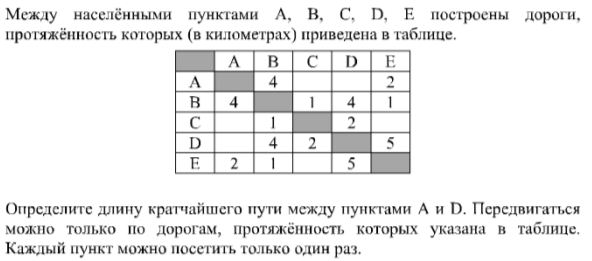 Между населёнными пунктами A, B, C, D, E построены дороги,
протяжённость которых (в километрах) приведена в таблице.
A B C D E
A 4 2
B 4 1 4 1
C 1 2
D 4 2 5
E 2 1 5
Определите длину кратчайшего пути между пунктами A и D. Передвигаться
можно только по дорогам, протяжённость которых указана в таблице.
Каждый пункт можно посетить только один раз.